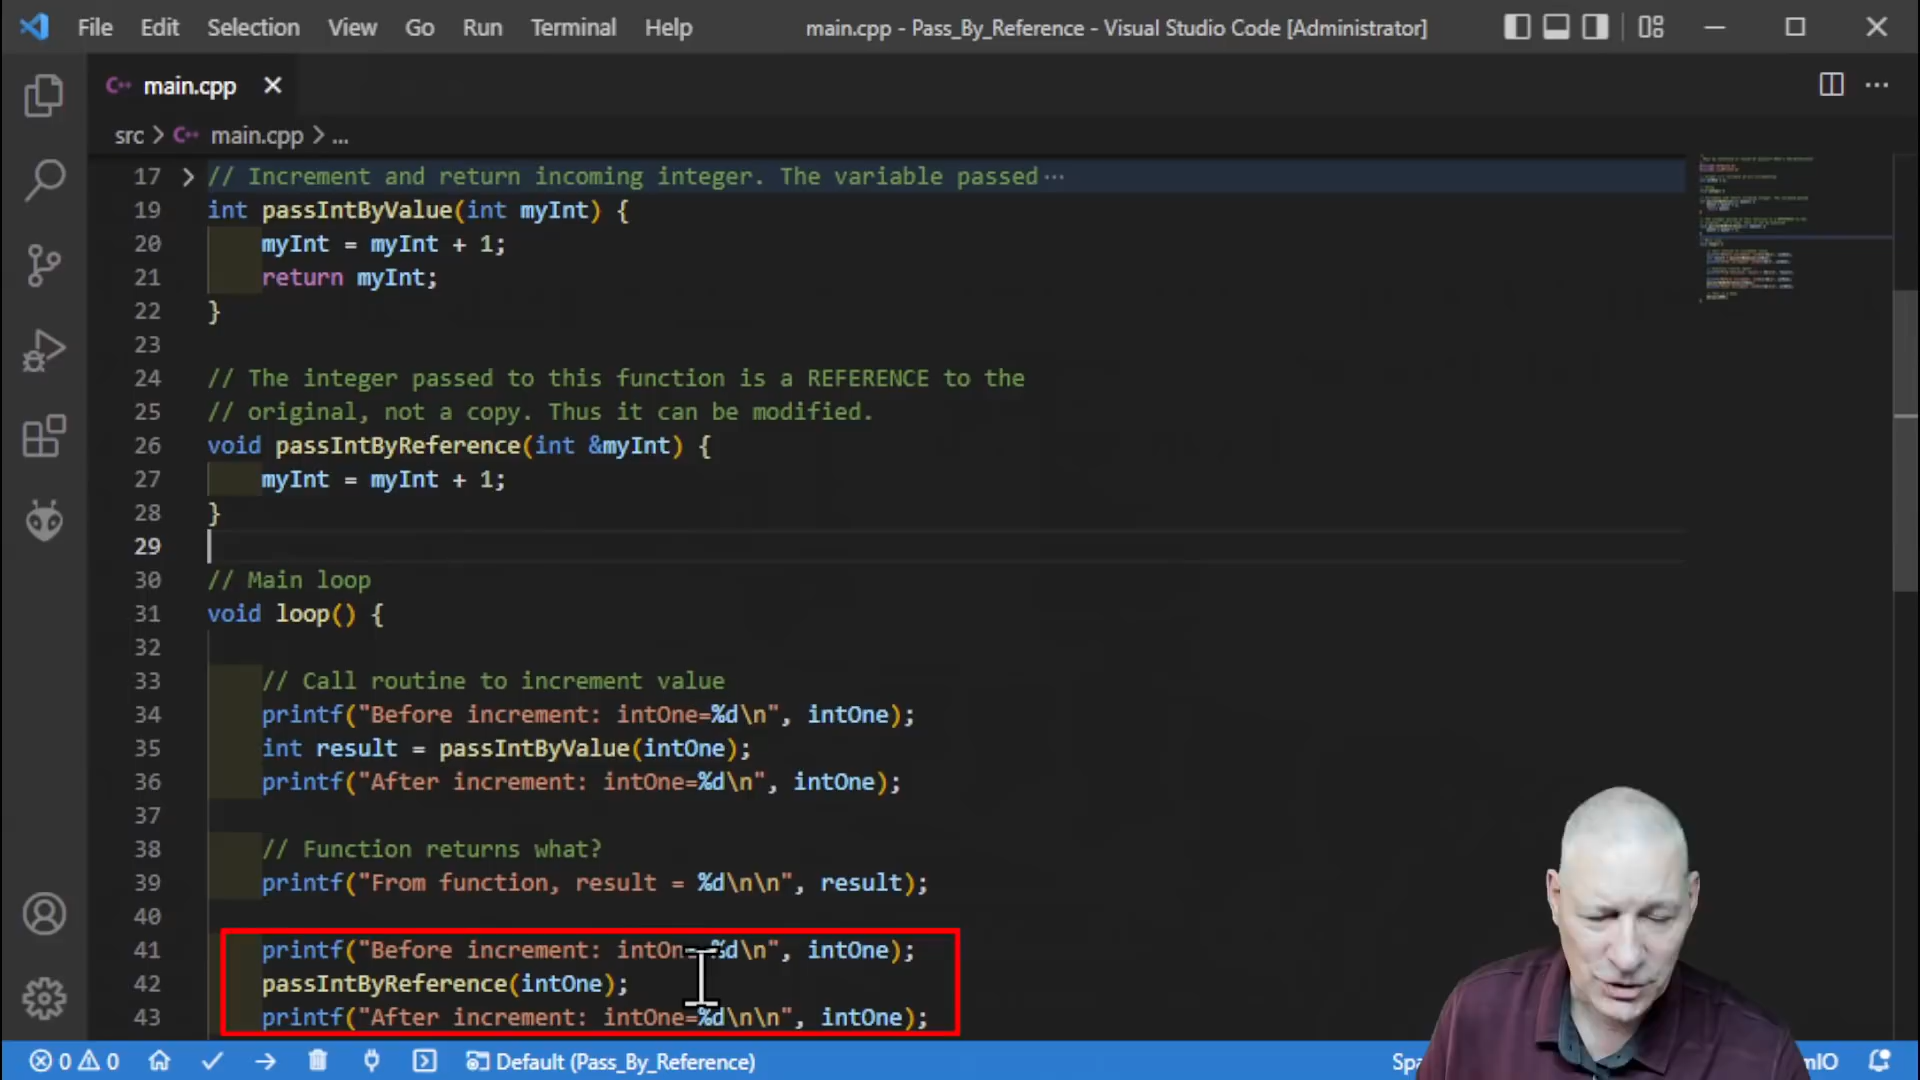 File Edit Selection View Go Run Terminal Help main.cpp - Pass_By_Reference - Visual Studio Code [Administrator]
C++ main.cpp
src > C++ main.cpp > ...
17 > // Increment and return incoming integer. The variable passed ···
19 int passIntByValue(int myInt) {
20 myInt = myInt + 1;
21 return myInt;
22 }
23
24 // The integer passed to this function is a REFERENCE to the
25 // original, not a copy. Thus it can be modified.
26 void passIntByReference(int &myInt) {
27 myInt = myInt + 1;
28 }
29
30 // Main loop
31 void loop() {
32
33 // Call routine to increment value
34 printf("Before increment: intOne=%d\n", intOne);
35 int result = passIntByValue(intOne);
36 printf("After increment: intOne=%d\n", intOne);
37
38 // Function returns what?
39 printf("From function, result = %d\n\n", result);
40
41 printf("Before increment: intOne=%d\n", intOne);
42 passIntByReference(intOne);
43 printf("After increment: intOne=%d\n\n", intOne);
0 0 Default (Pass_By_Reference)